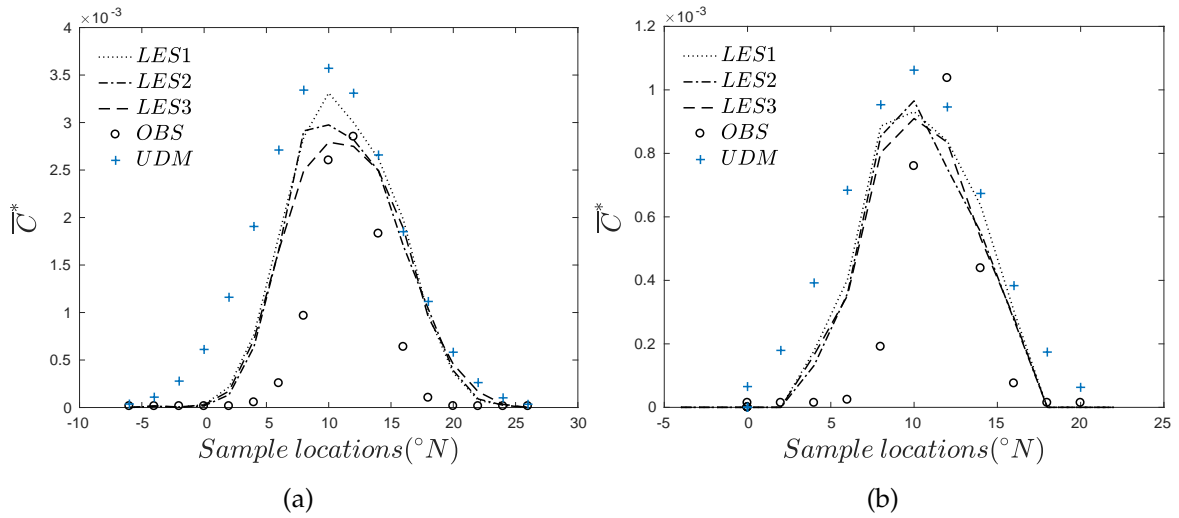 ×10⁻³
4
3.5
3
2.5
2
1.5
1
0.5
0
-10 -5 0 5 10 15 20 25 30
LES1
LES2
LES3
OBS
UDM
C̅*
Sample locations(°N)
(a)
×10⁻³
1.2
1
0.8
0.6
0.4
0.2
0
-5 0 5 10 15 20 25
LES1
LES2
LES3
OBS
UDM
C̅*
Sample locations(°N)
(b)